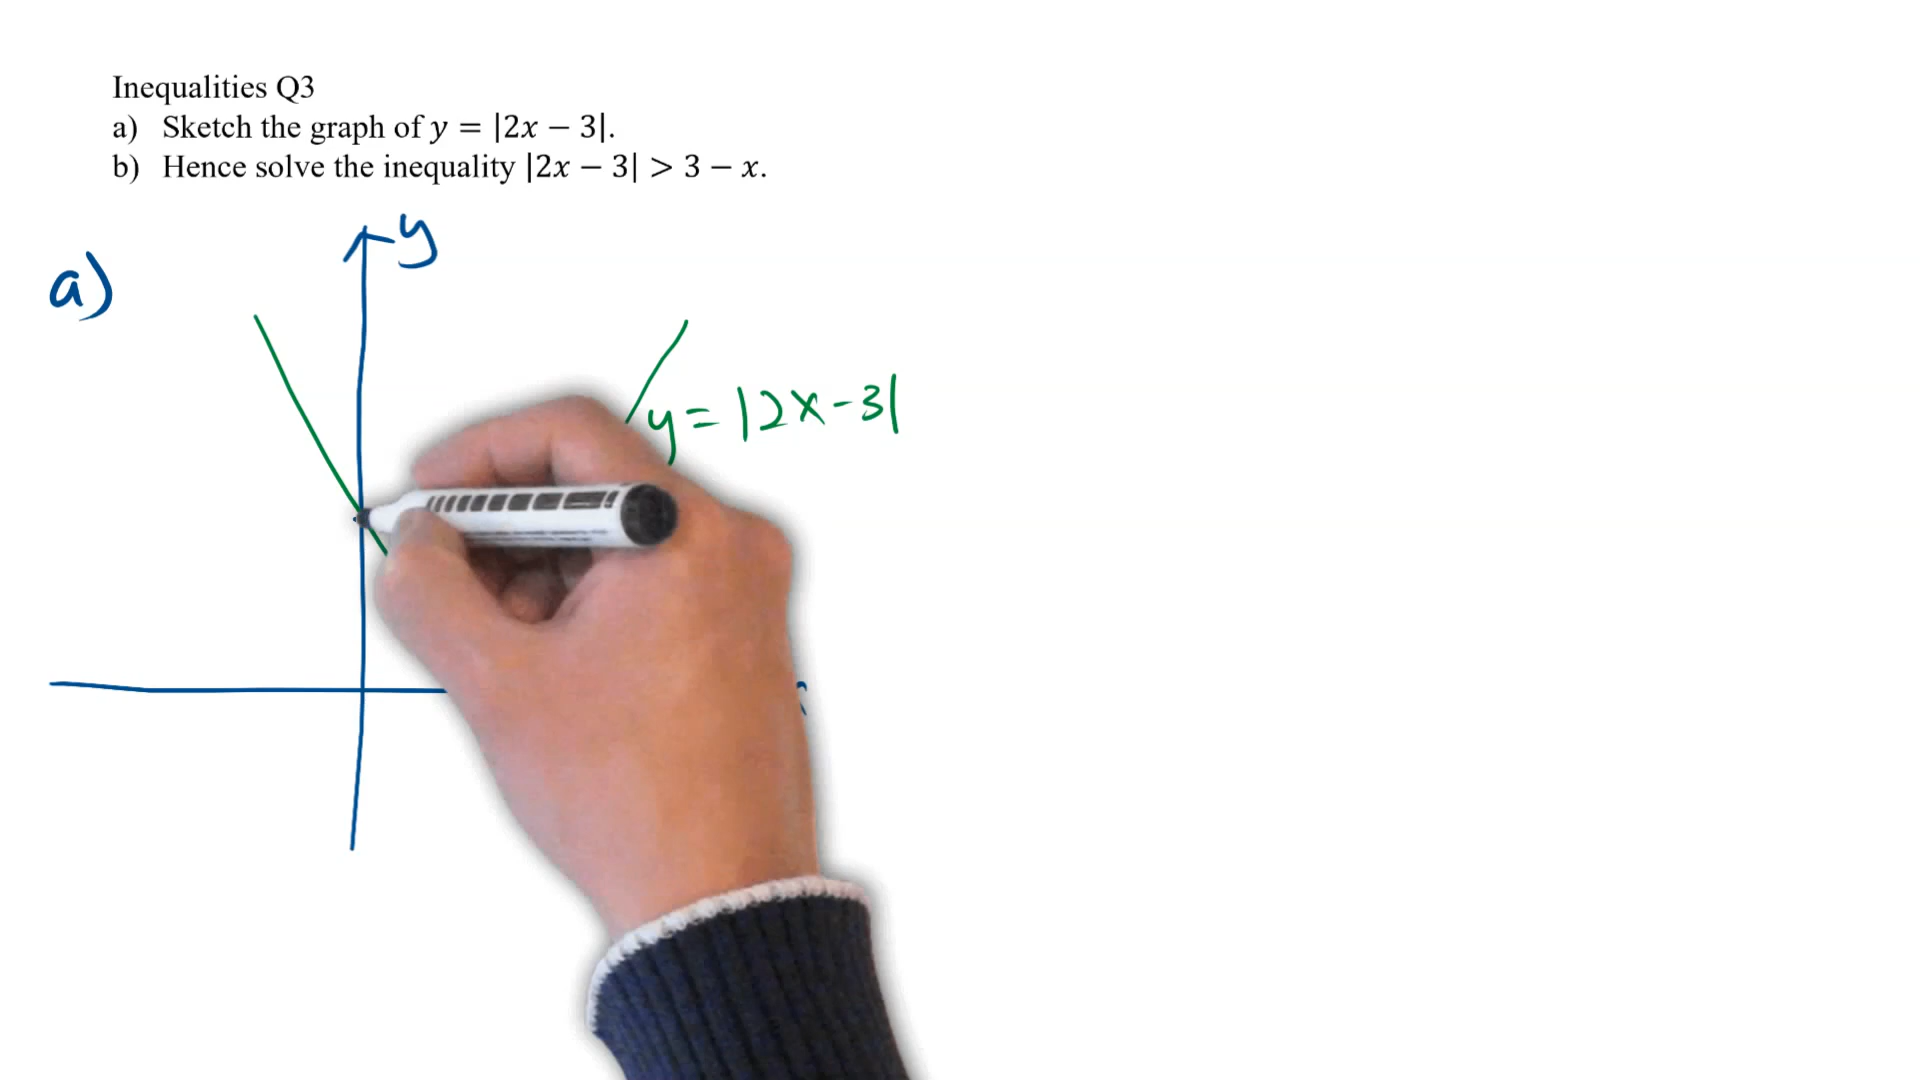 Inequalities Q3
a) Sketch the graph of y = |2x − 3|.
b) Hence solve the inequality |2x − 3| > 3 − x.
y
a)
y = |2x-3|